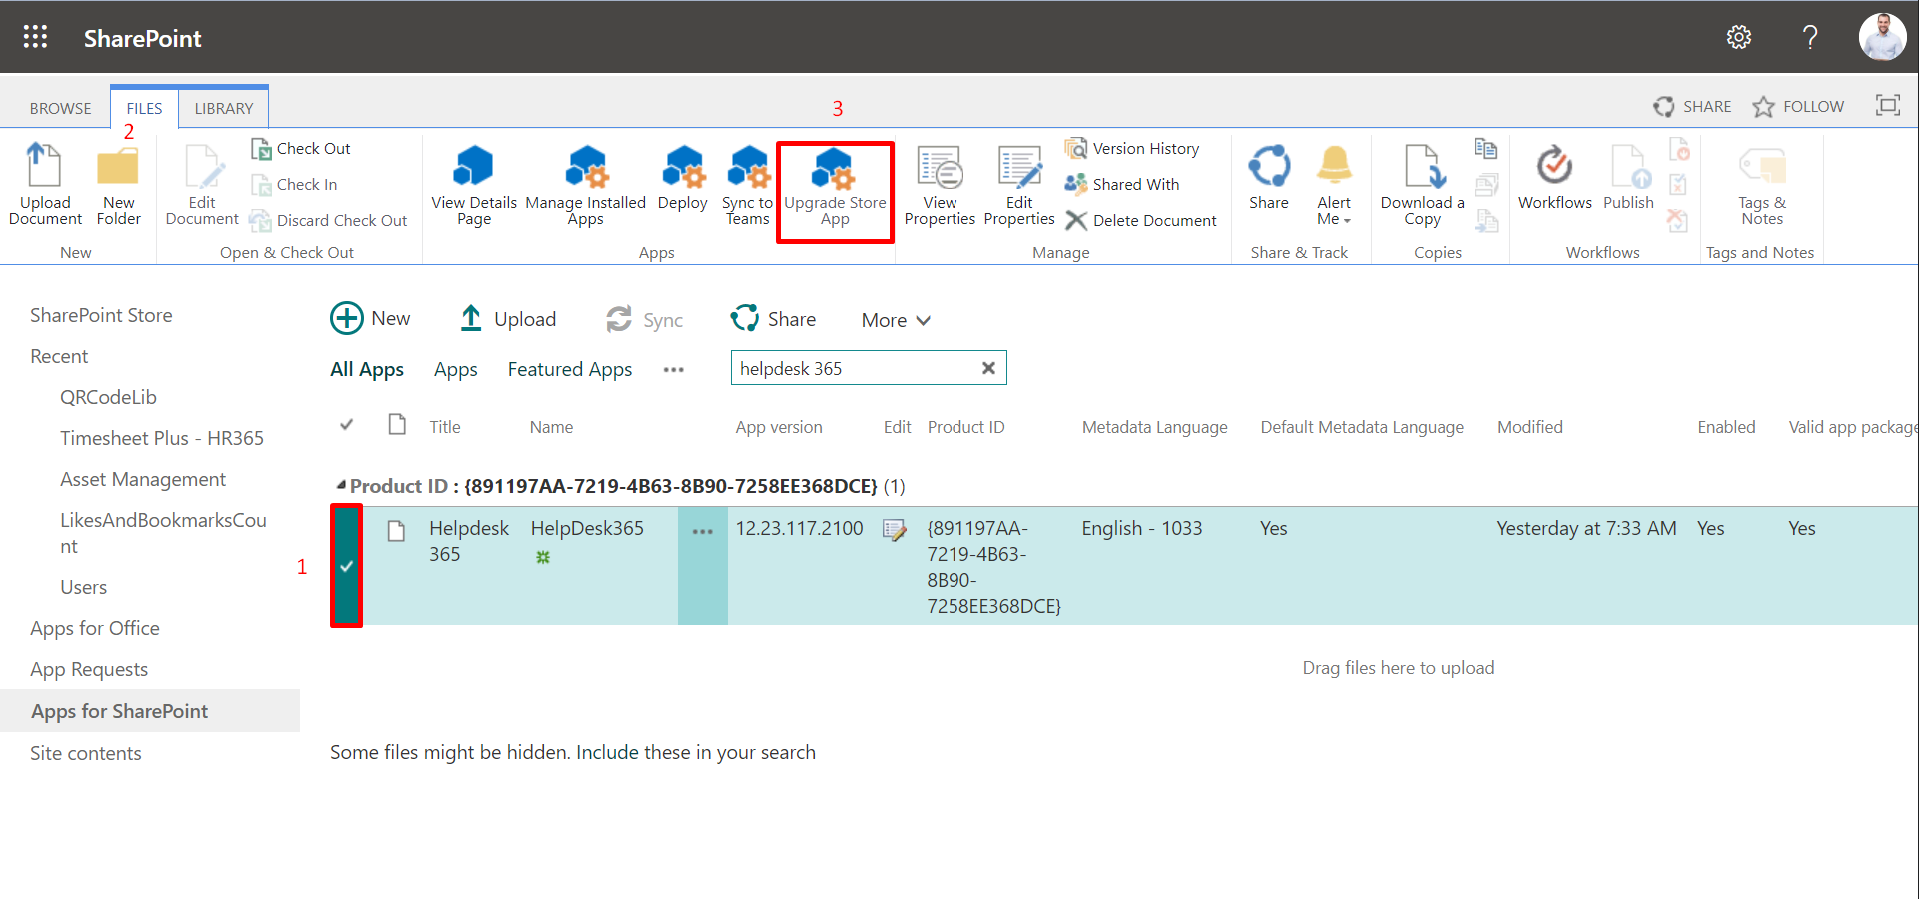 SharePoint
BROWSE FILES LIBRARY
SHARE FOLLOW
2
3
Upload
Document
New
Folder
New
Edit
Document
Check Out
Check In
Discard Check Out
Open & Check Out
View Details
Page
Manage Installed
Apps
Deploy
Sync to
Teams
Upgrade Store
App
Apps
View
Properties
Edit
Properties
Version History
Shared With
Delete Document
Manage
Share
Alert
Me
Share & Track
Download a
Copy
Copies
Workflows
Publish
Workflows
Tags &
Notes
Tags and Notes
SharePoint Store
Recent
QRCodeLib
Timesheet Plus - HR365
Asset Management
LikesAndBookmarksCou
nt
Users
Apps for Office
App Requests
Apps for SharePoint
Site contents
New Upload Sync Share More
All Apps Apps Featured Apps ••• helpdesk 365
Title Name App version Edit Product ID Metadata Language Default Metadata Language Modified Enabled Valid app package
Product ID : {891197AA-7219-4B63-8B90-7258EE368DCE} (1)
1
Helpdesk
365
HelpDesk365
•••
12.23.117.2100
{891197AA-
7219-4B63-
8B90-
7258EE368DCE}
English - 1033
Yes
Yesterday at 7:33 AM
Yes
Yes
Drag files here to upload
Some files might be hidden. Include these in your search